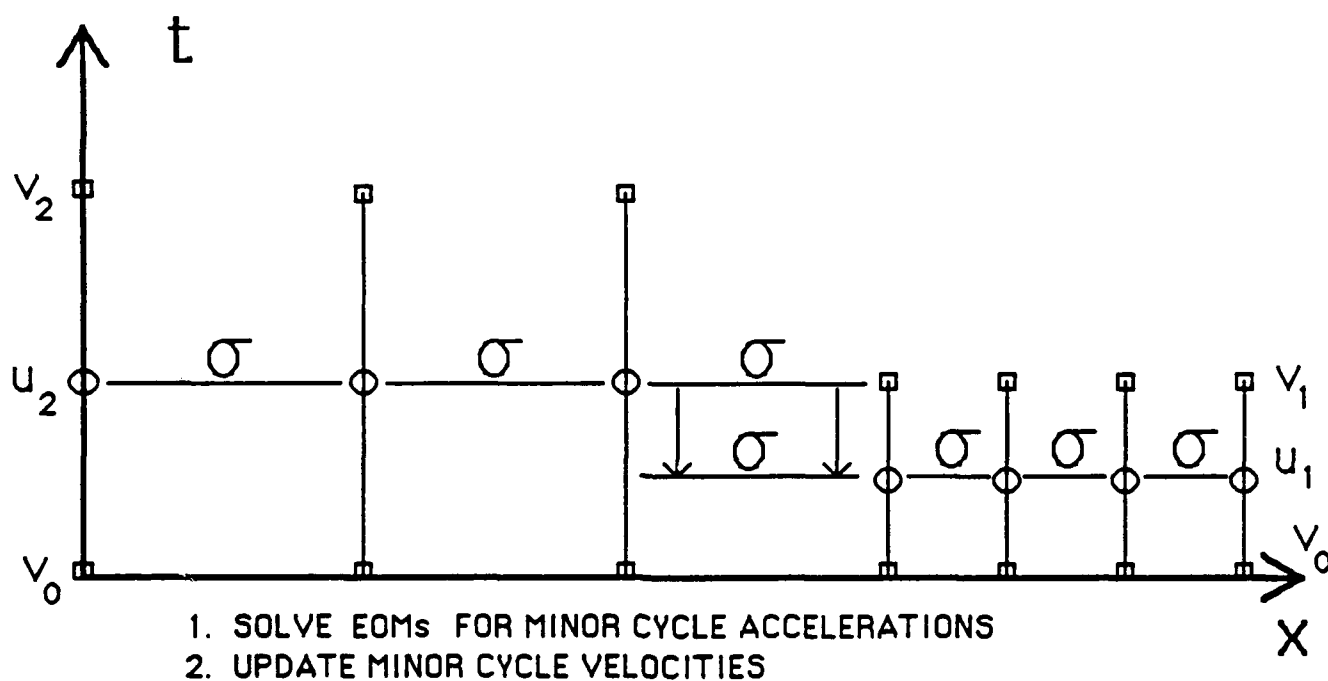 t
V₂
σ σ σ
u₂ V₁
σ σ σ σ
u₁
V₀ V₀
1. SOLVE EOMs FOR MINOR CYCLE ACCELERATIONS
X
2. UPDATE MINOR CYCLE VELOCITIES